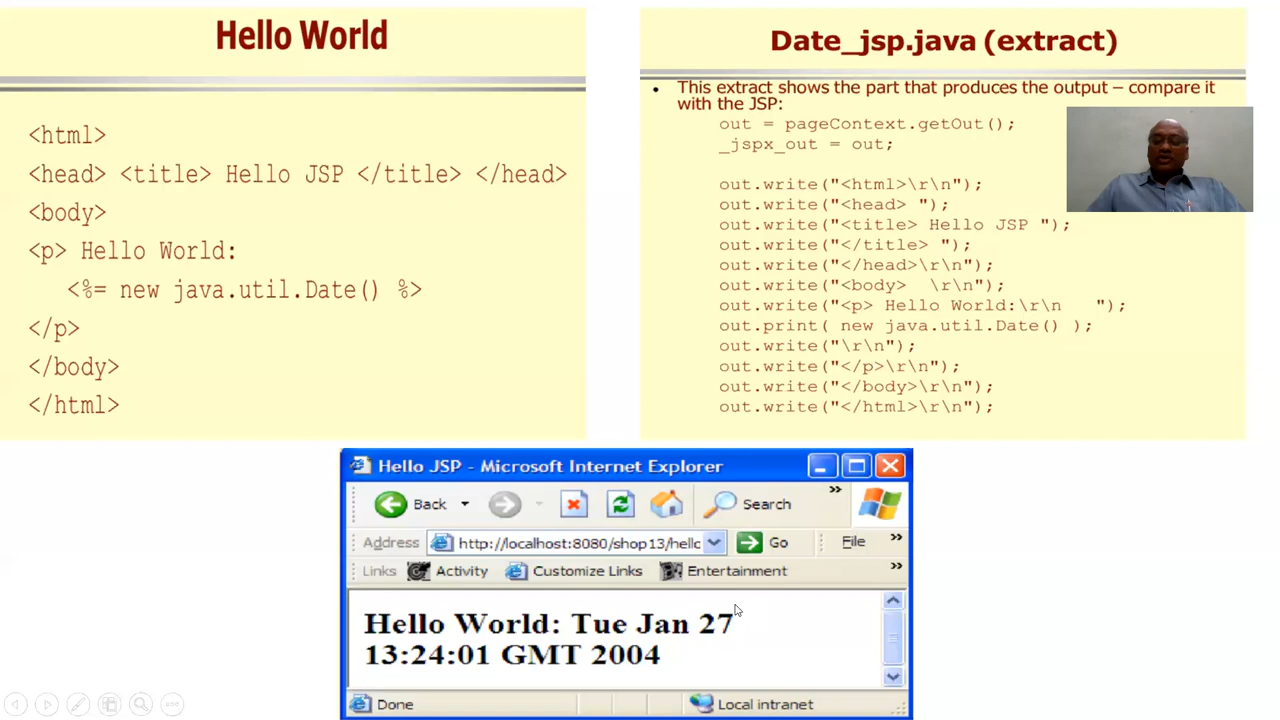 Hello World
<html>
<head> <title> Hello JSP </title> </head>
<body>
<p> Hello World:
<%= new java.util.Date() %>
</p>
</body>
</html>
Date_jsp.java (extract)
• This extract shows the part that produces the output – compare it
with the JSP:
out = pageContext.getOut();
_jspx_out = out;
out.write("<html>\r\n");
out.write("<head> ");
out.write("<title> Hello JSP ");
out.write("</title> ");
out.write("</head>\r\n");
out.write("<body>  \r\n");
out.write("<p> Hello World:\r\n   ");
out.print( new java.util.Date() );
out.write("\r\n");
out.write("</p>\r\n");
out.write("</body>\r\n");
out.write("</html>\r\n");
Hello JSP - Microsoft Internet Explorer
Back Search
Address http://localhost:8080/shop13/hello Go File
Links Activity Customize Links Entertainment
Hello World: Tue Jan 27
13:24:01 GMT 2004
Done Local intranet